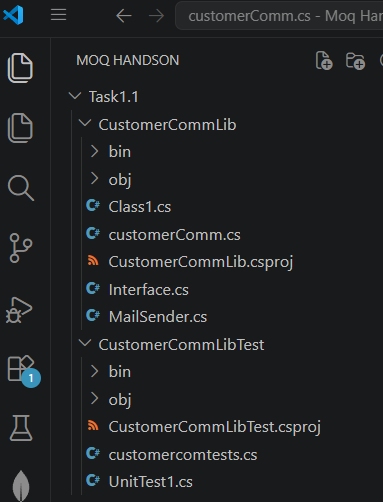 customerComm.cs - Moq Han
MOQ HANDSON
Task1.1
CustomerCommLib
bin
obj
C# Class1.cs
C# customerComm.cs
CustomerCommLib.csproj
C# Interface.cs
C# MailSender.cs
CustomerCommLibTest
bin
obj
CustomerCommLibTest.csproj
C# customercomtests.cs
C# UnitTest1.cs
1